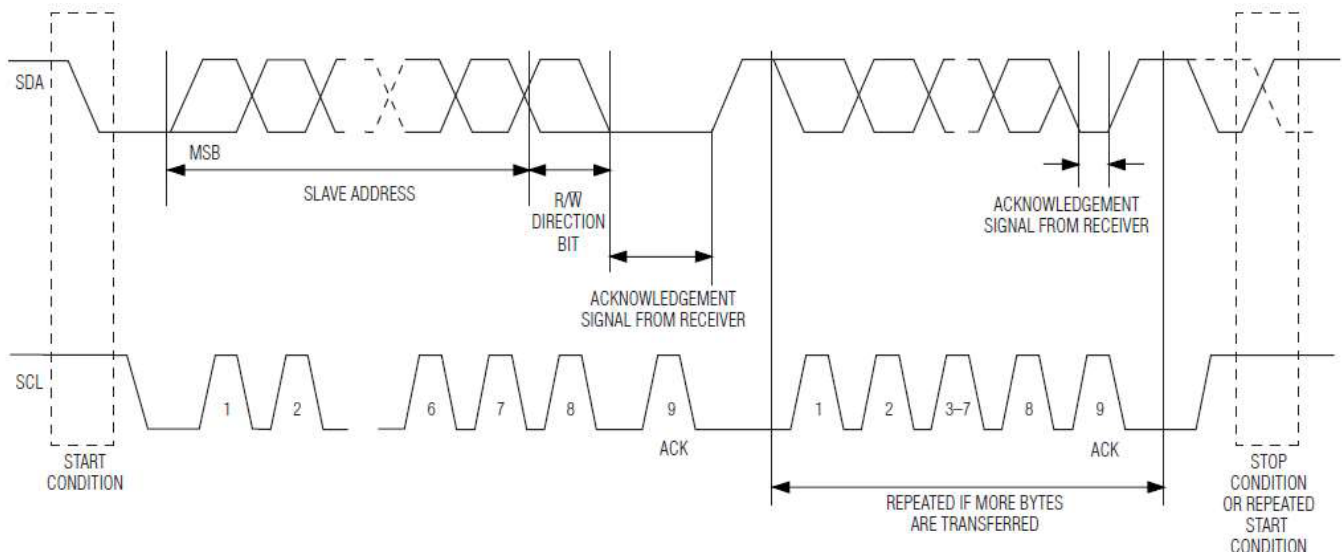 SDA
MSB
SLAVE ADDRESS
R/W
DIRECTION
BIT
ACKNOWLEDGEMENT
SIGNAL FROM RECEIVER
ACKNOWLEDGEMENT
SIGNAL FROM RECEIVER
SCL
1
2
6
7
8
9
1
2
3–7
8
9
ACK
ACK
START
CONDITION
REPEATED IF MORE BYTES
ARE TRANSFERRED
STOP
CONDITION
OR REPEATED
START
CONDITION